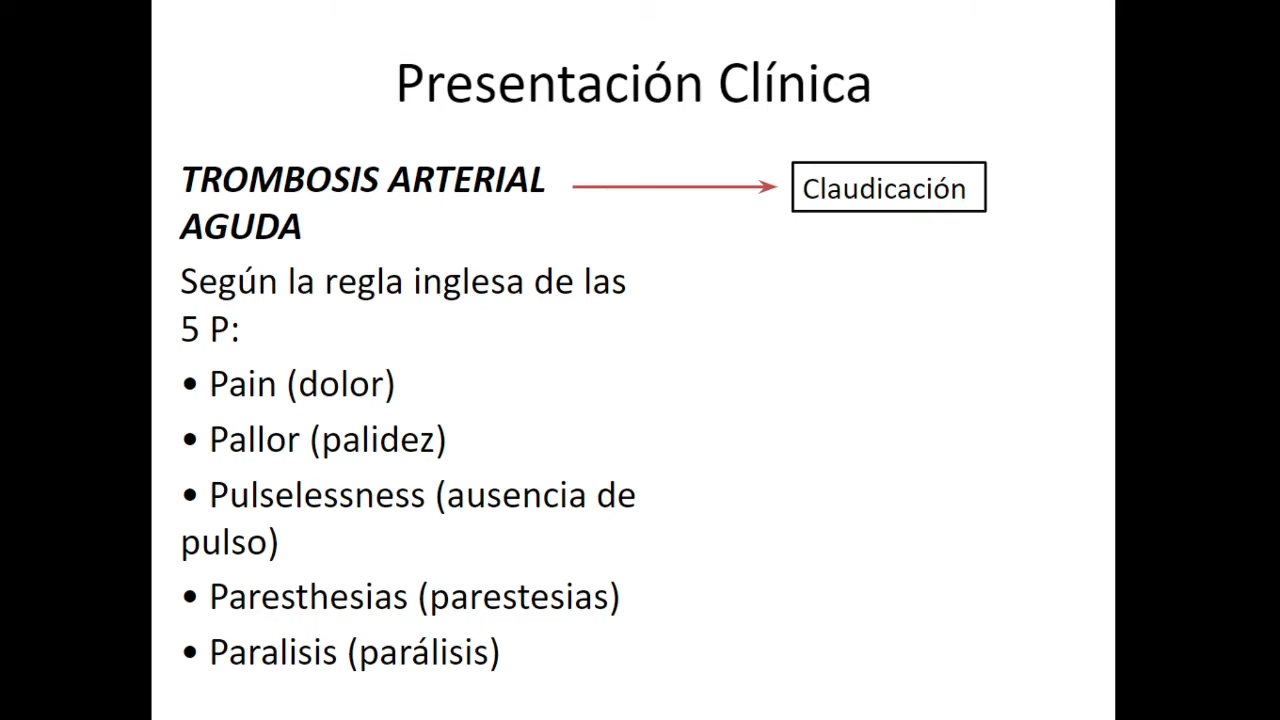 Presentación Clínica
TROMBOSIS ARTERIAL
AGUDA
Claudicación
Según la regla inglesa de las
5 P:
• Pain (dolor)
• Pallor (palidez)
• Pulselessness (ausencia de
pulso)
• Paresthesias (parestesias)
• Paralisis (parálisis)